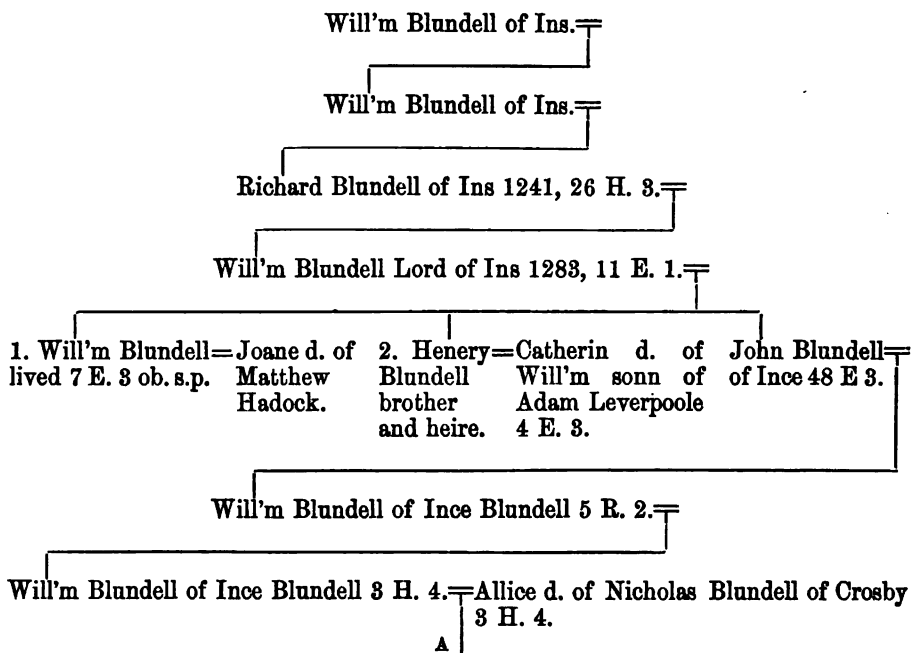 Will'm Blundell of Ins.
Will'm Blundell of Ins.
Richard Blundell of Ins 1241, 26 H. 3.
Will'm Blundell Lord of Ins 1283, 11 E. 1.
1. Will'm Blundell=
lived 7 E. 3 ob. s.p.
Joane d. of
Matthew
Hadock.
2. Henery=
Blundell
brother
and heire.
Catherin d. of
Will'm sonn of
Adam Leverpoole
4 E. 3.
John Blundell
of Ince 48 E 3.
Will'm Blundell of Ince Blundell 5 R. 2.
Will'm Blundell of Ince Blundell 3 H. 4.
Allice d. of Nicholas Blundell of Crosby
3 H. 4.
A